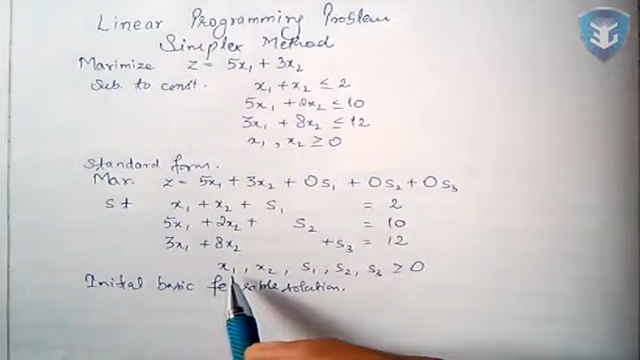 Linear Programming Problem
Simplex Method
Maximize z = 5x₁ + 3x₂
Sub. to const. x₁ + x₂ ≤ 2
5x₁ + 2x₂ ≤ 10
3x₁ + 8x₂ ≤ 12
x₁, x₂ ≥ 0
Standard form.
Max. z = 5x₁ + 3x₂ + 0s₁ + 0s₂ + 0s₃
st x₁ + x₂ + s₁ = 2
5x₁ + 2x₂ + s₂ = 10
3x₁ + 8x₂ + s₃ = 12
x₁, x₂, s₁, s₂, s₃ ≥ 0
Initial basic feasible solution.